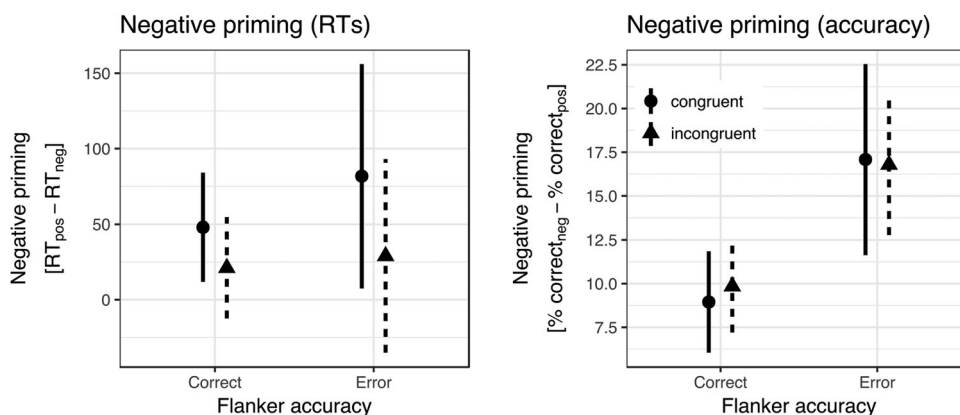 Negative priming (RTs)
Negative priming
[RTpos − RTneg]
150
100
50
0
Correct
Error
Flanker accuracy
Negative priming (accuracy)
Negative priming
[% correctneg − % correctpos]
22.5
20.0
17.5
15.0
12.5
10.0
7.5
congruent
incongruent
Correct
Error
Flanker accuracy